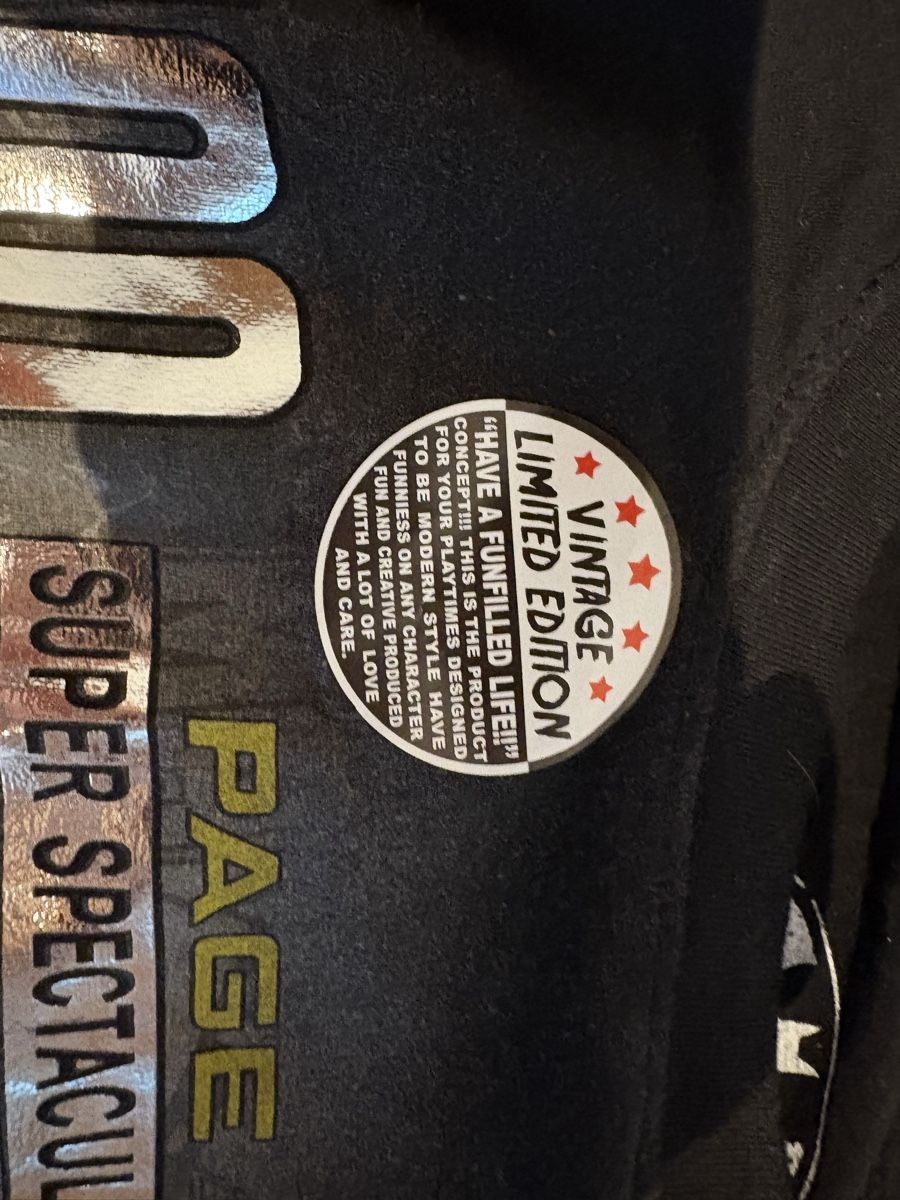 VINTAGE
LIMITED EDITION
“HAVE A FUNFILLED LIFE!!”
CONCEPT!!! THIS IS THE PRODUCT
FOR YOUR PLAYTIMES DESIGNED
TO BE MODERN STYLE HAVE
FUNNIESS ON ANY CHARACTER
FUN AND CREATIVE PRODUCED
WITH A LOT OF LOVE
AND CARE.
PAGE
SUPER SPECTACUL